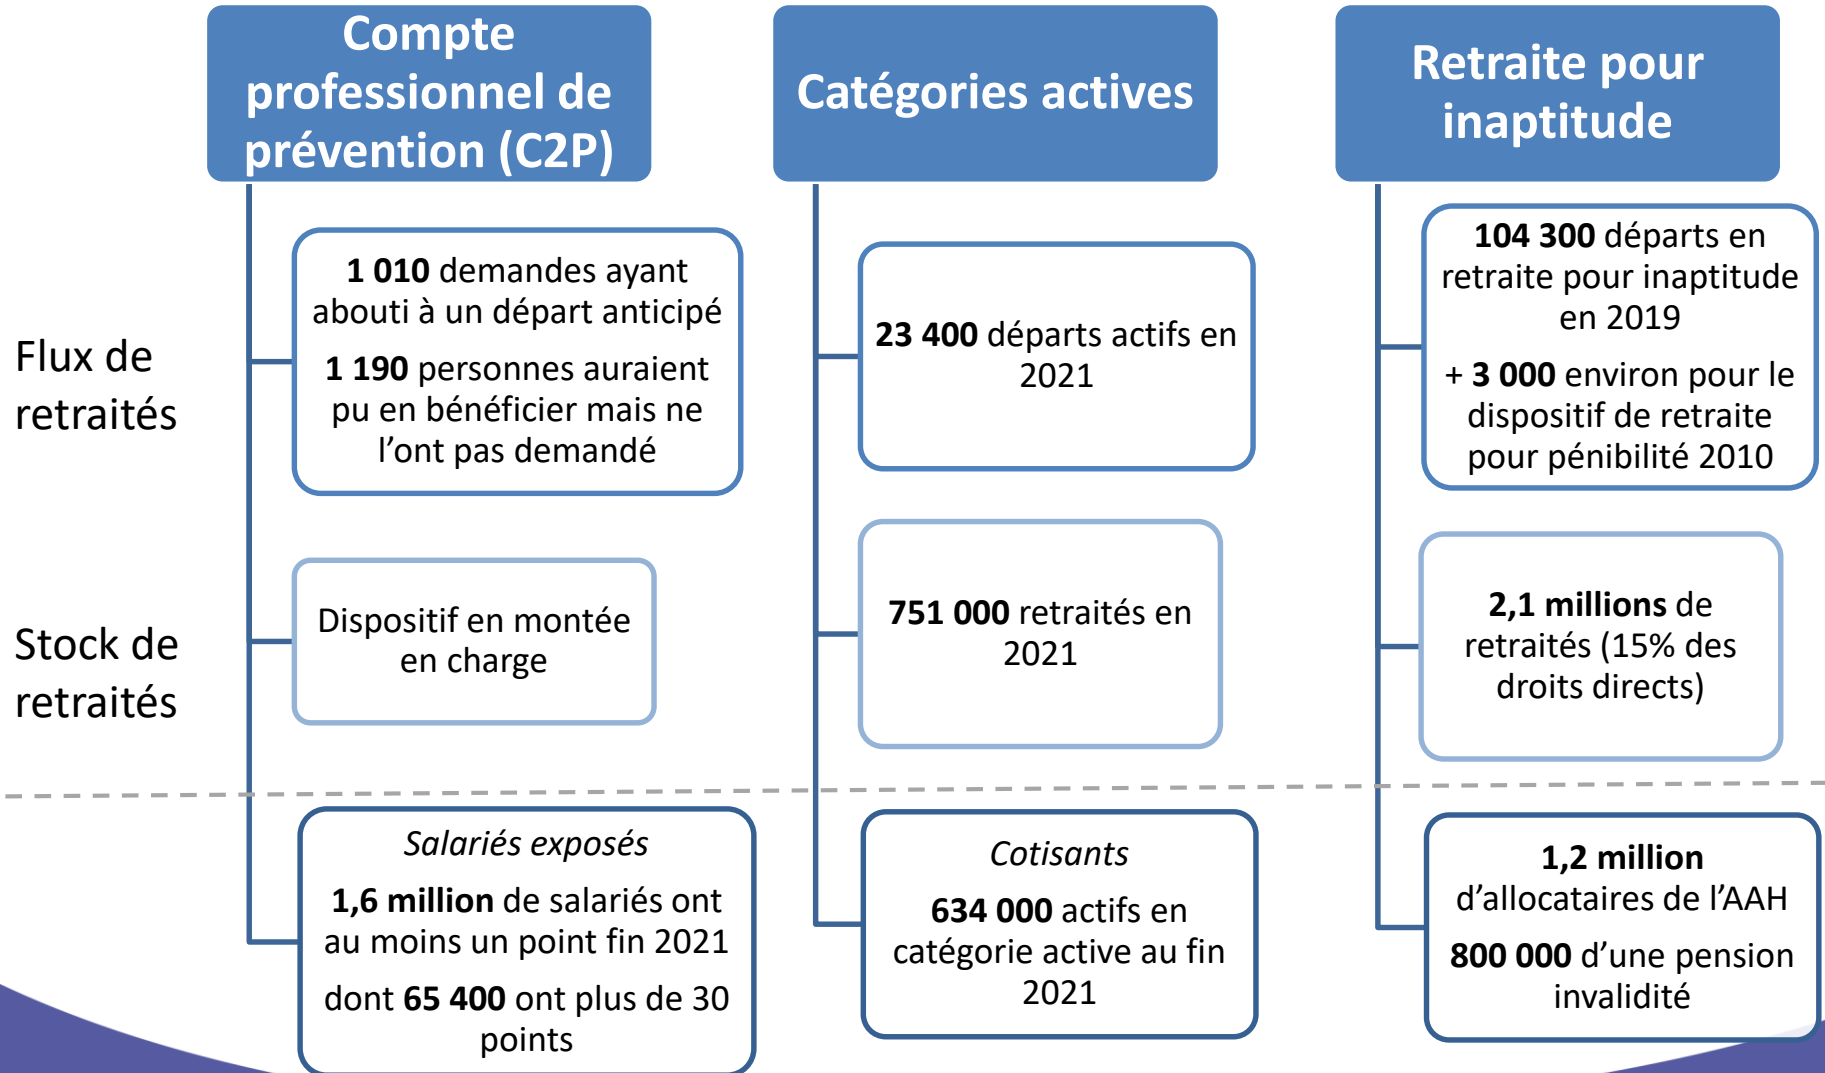 Compte
professionnel de
prévention (C2P)
Catégories actives
Retraite pour
inaptitude
Flux de
retraités
1 010 demandes ayant
abouti à un départ anticipé
1 190 personnes auraient
pu en bénéficier mais ne
l’ont pas demandé
23 400 départs actifs en
2021
104 300 départs en
retraite pour inaptitude
en 2019
+ 3 000 environ pour le
dispositif de retraite
pour pénibilité 2010
Stock de
retraités
Dispositif en montée
en charge
751 000 retraités en
2021
2,1 millions de
retraités (15% des
droits directs)
Salariés exposés
1,6 million de salariés ont
au moins un point fin 2021
dont 65 400 ont plus de 30
points
Cotisants
634 000 actifs en
catégorie active au fin
2021
1,2 million
d’allocataires de l’AAH
800 000 d’une pension
invalidité